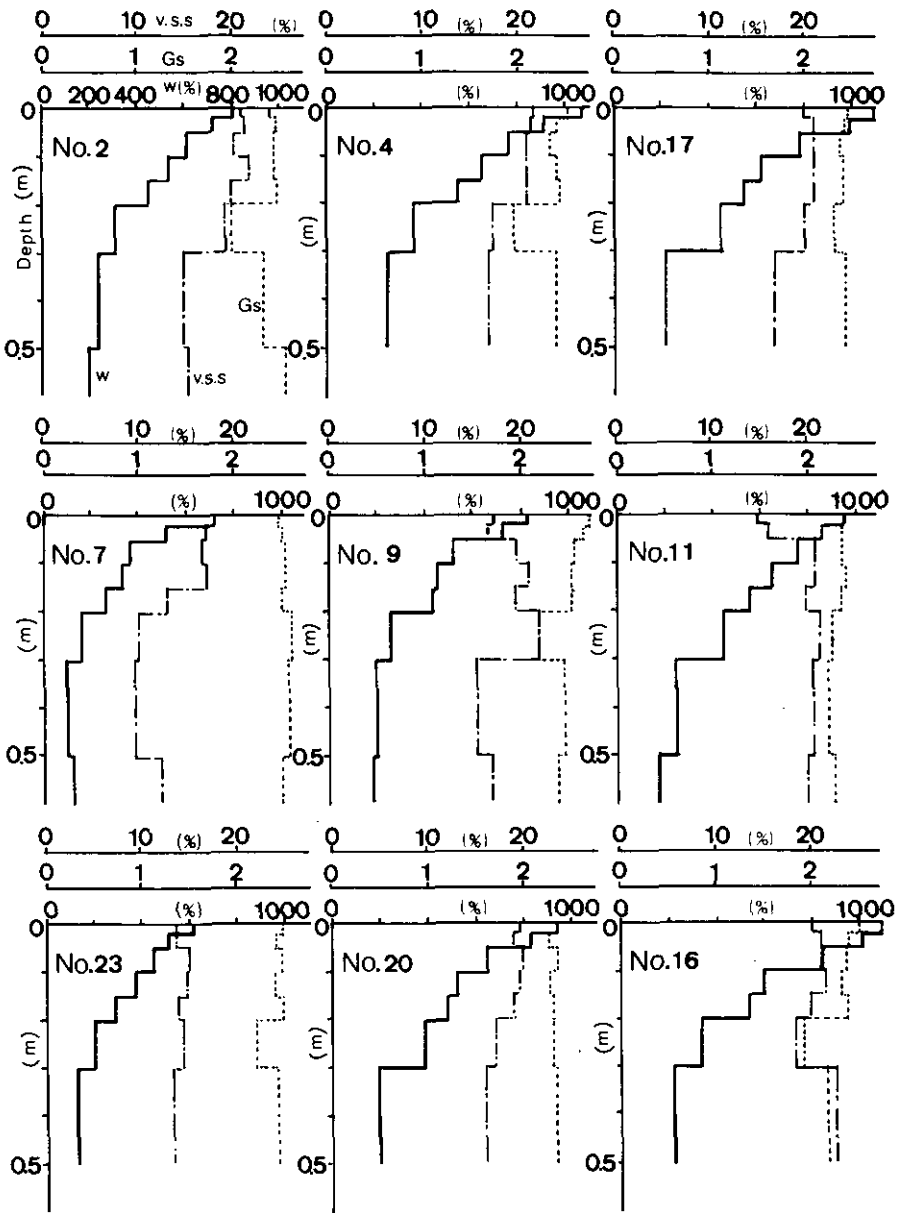 0 10 v.s.s 20 (%) 0 10 (%) 20 0 10 (%) 20
0 1 Gs 2 0 1 2 0 1 2
0 200 400 w(%) 800 1000 0 (%) 1000 0 (%) 1000
0 0 0
No.2 No.4 No.17
Depth (m) (m) (m)
Gs
0.5 0.5 0.5
w v.s.s
0 10 (%) 20 0 10 (%) 20 0 10 (%) 20
0 1 2 0 1 2 0 1 2
0 (%) 1000 0 (%) 1000 0 (%) 1000
0 0 0
No.7 No.9 No.11
(m) (m) (m)
0.5 0.5 0.5
0 10 (%) 20 0 10 (%) 20 0 10 (%) 20
0 1 2 0 1 2 0 1 2
0 (%) 1000 0 (%) 1000 0 (%) 1000
0 0 0
No.23 No.20 No.16
(m) (m) (m)
0.5 0.5 0.5